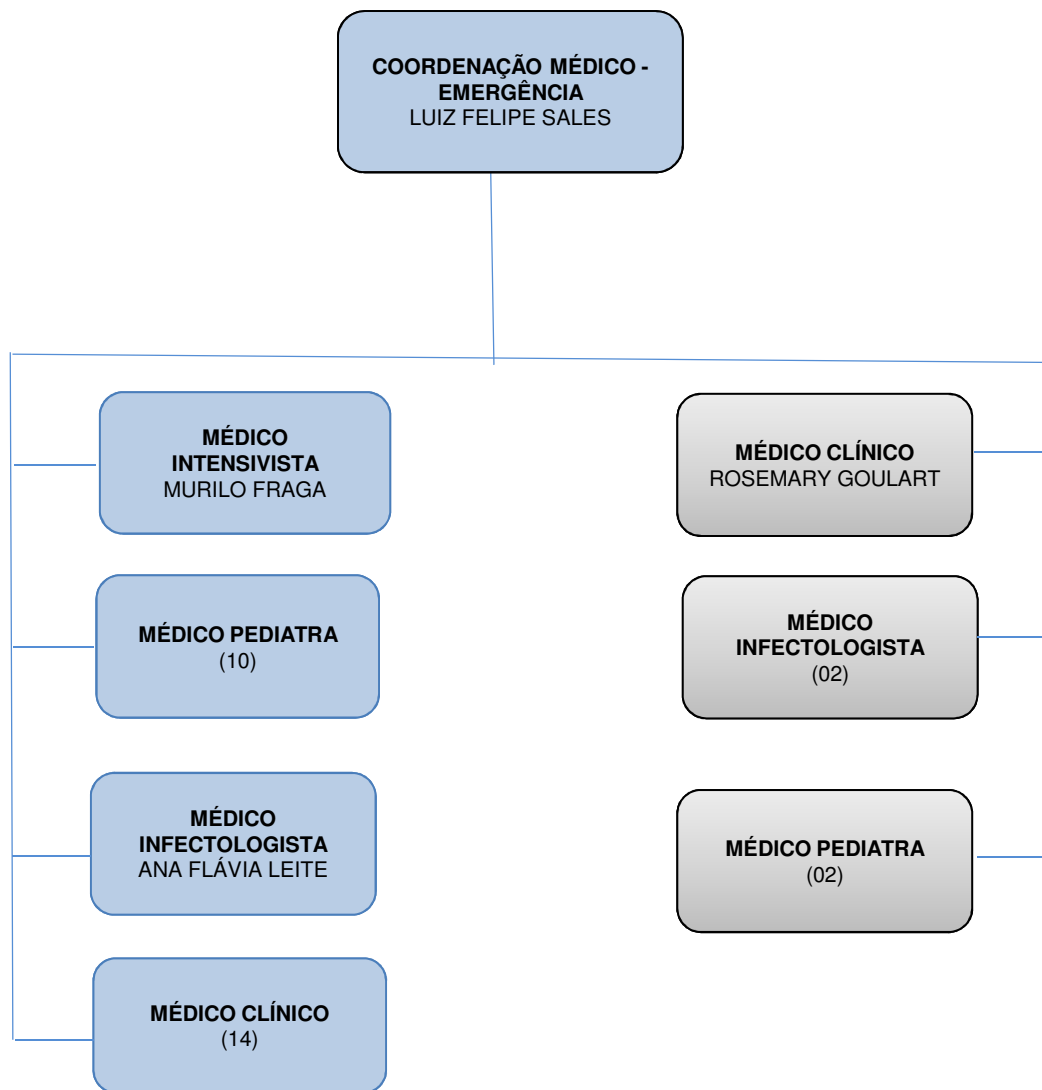 COORDENAÇÃO MÉDICO -
EMERGÊNCIA
LUIZ FELIPE SALES
MÉDICO
INTENSIVISTA
MURILO FRAGA
MÉDICO PEDIATRA
(10)
MÉDICO
INFECTOLOGISTA
ANA FLÁVIA LEITE
MÉDICO CLÍNICO
(14)
MÉDICO CLÍNICO
ROSEMARY GOULART
MÉDICO
INFECTOLOGISTA
(02)
MÉDICO PEDIATRA
(02)